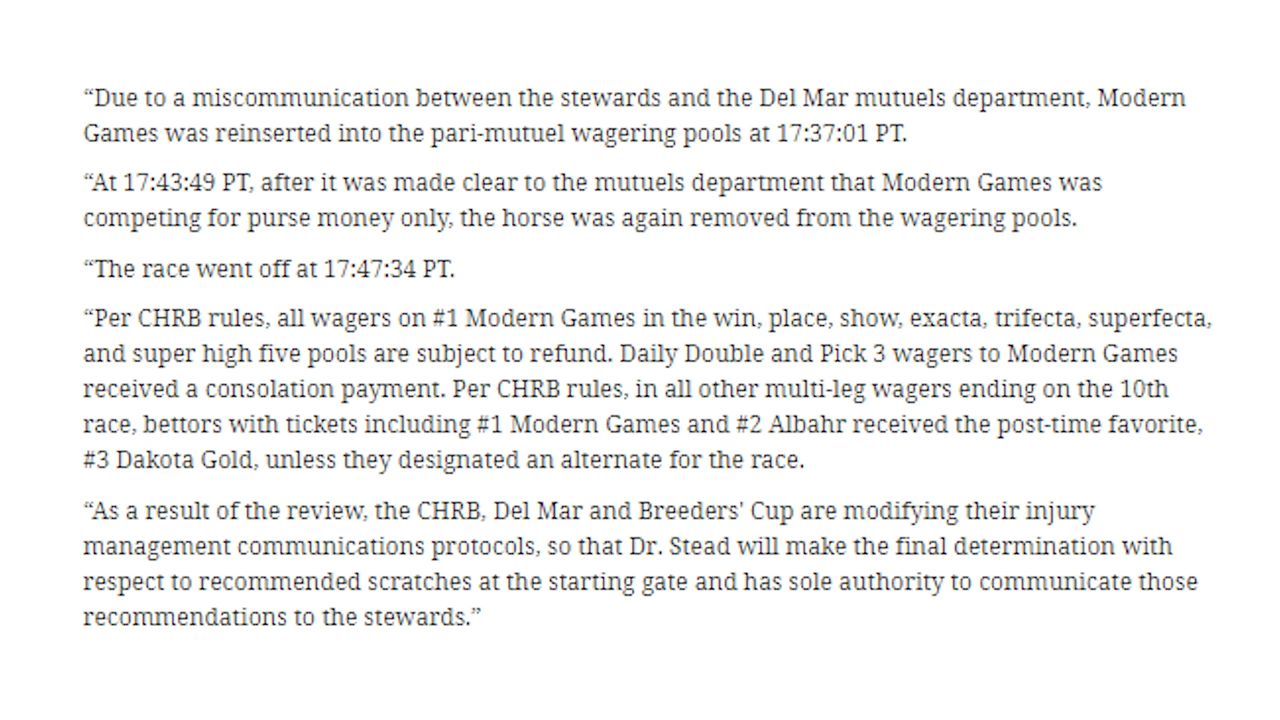 “Due to a miscommunication between the stewards and the Del Mar mutuels department, Modern
Games was reinserted into the pari-mutuel wagering pools at 17:37:01 PT.
“At 17:43:49 PT, after it was made clear to the mutuels department that Modern Games was
competing for purse money only, the horse was again removed from the wagering pools.
“The race went off at 17:47:34 PT.
“Per CHRB rules, all wagers on #1 Modern Games in the win, place, show, exacta, trifecta, superfecta,
and super high five pools are subject to refund. Daily Double and Pick 3 wagers to Modern Games
received a consolation payment. Per CHRB rules, in all other multi-leg wagers ending on the 10th
race, bettors with tickets including #1 Modern Games and #2 Albahr received the post-time favorite,
#3 Dakota Gold, unless they designated an alternate for the race.
“As a result of the review, the CHRB, Del Mar and Breeders' Cup are modifying their injury
management communications protocols, so that Dr. Stead will make the final determination with
respect to recommended scratches at the starting gate and has sole authority to communicate those
recommendations to the stewards.”